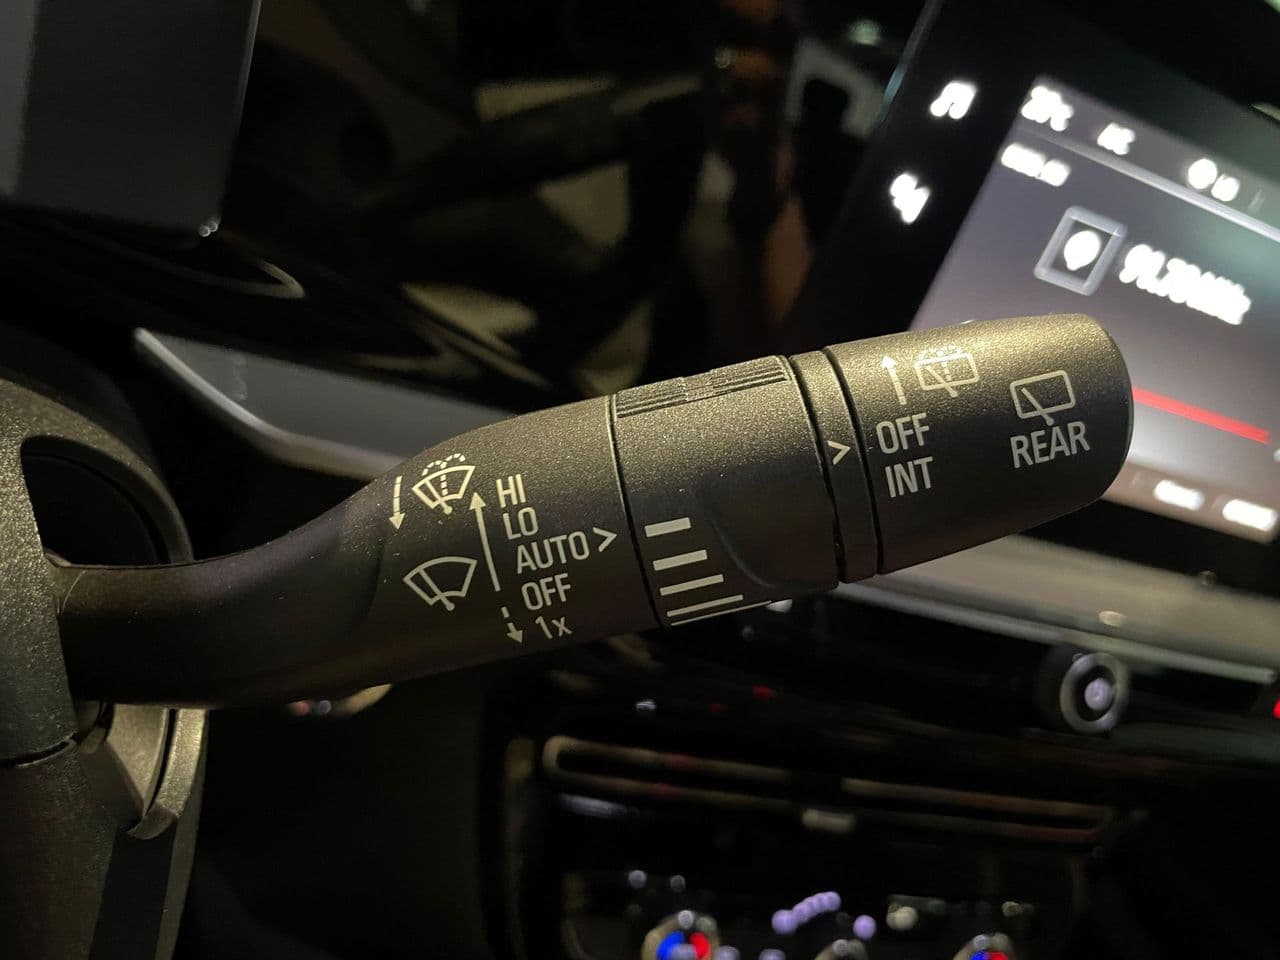 HI
LO
AUTO >
OFF
1x
>
OFF
INT
REAR